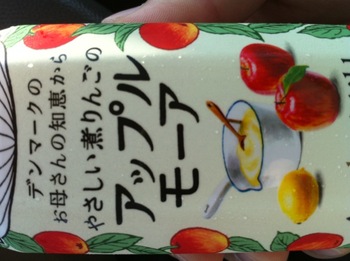 デンマークの
お母さんの知恵から
やさしい煮りんごの
アップル
モーア